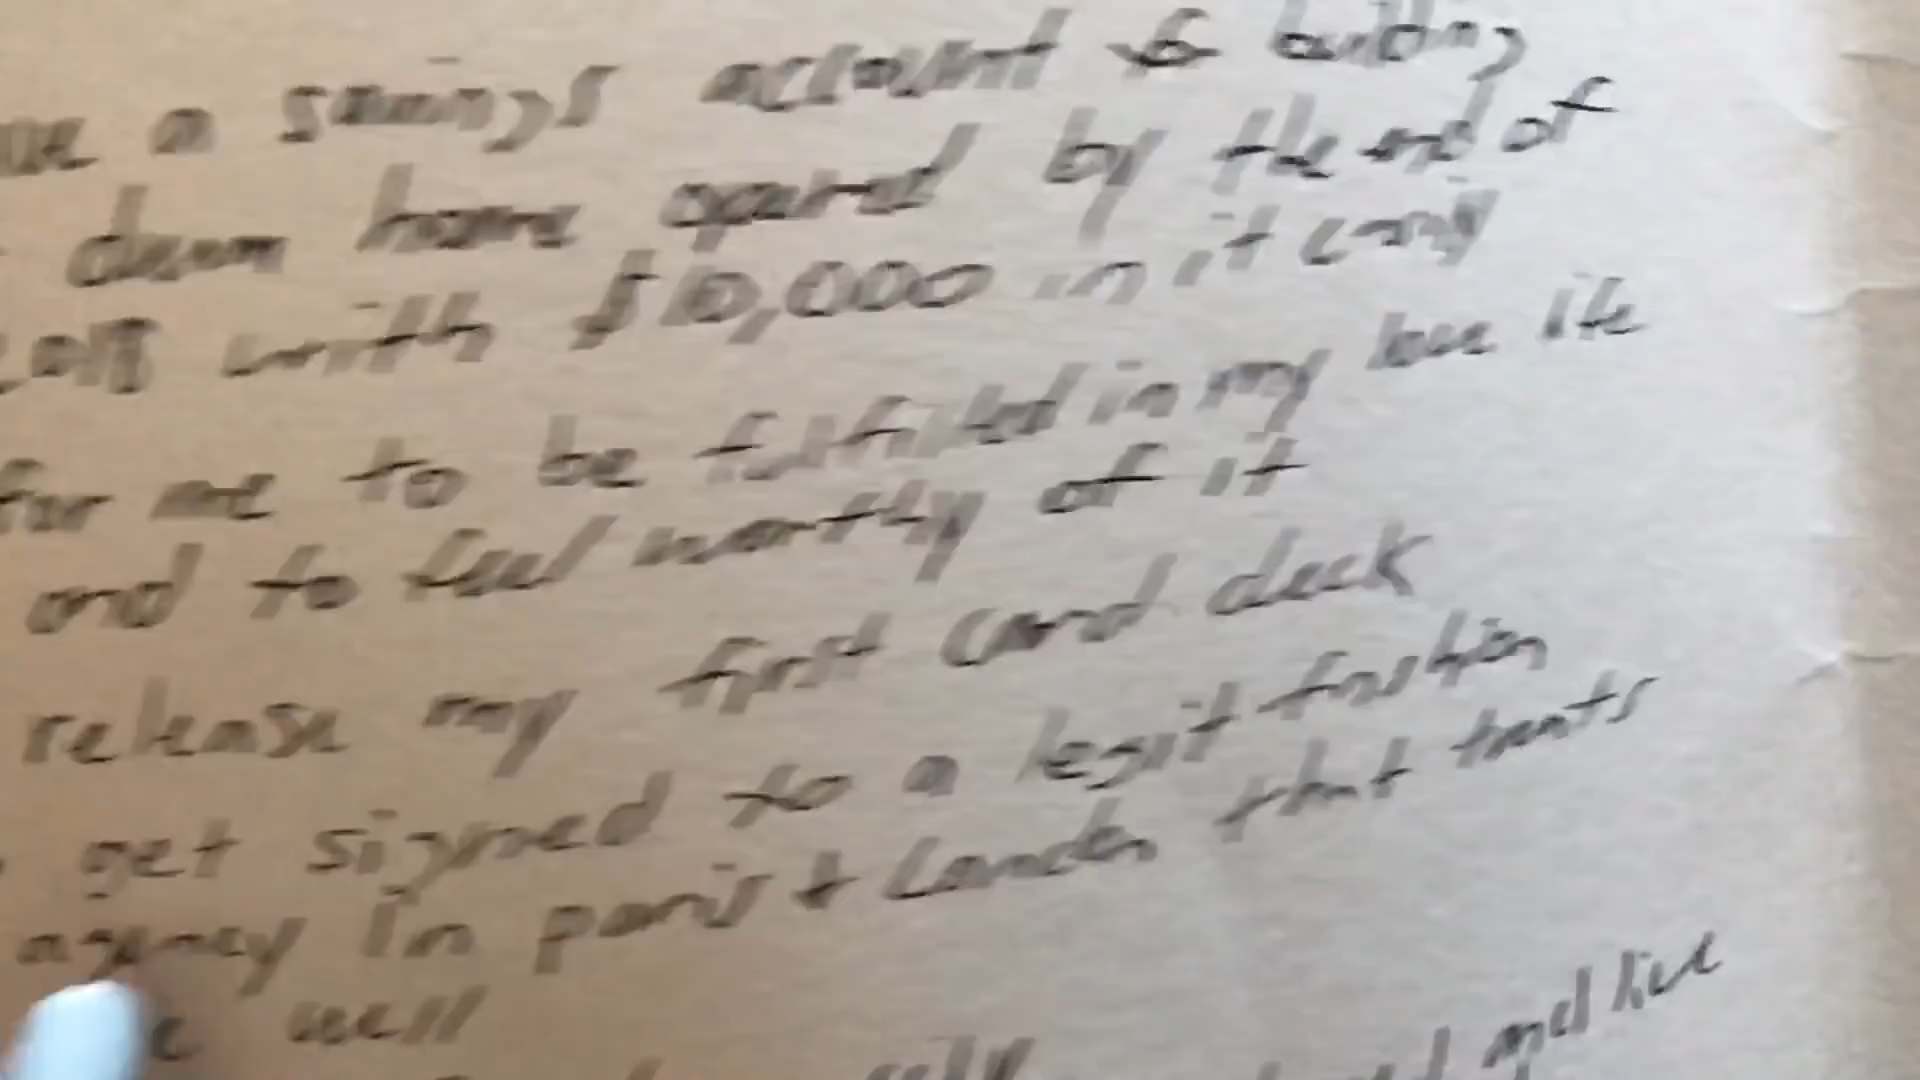 a savings account for building
down home opened by the end of
with $10,000 in it
for me to be fulfilled in my love life
and to feel worthy of it
release my first card deck
get signed to a legit fashion
agency in paris + London that treats
well
and live